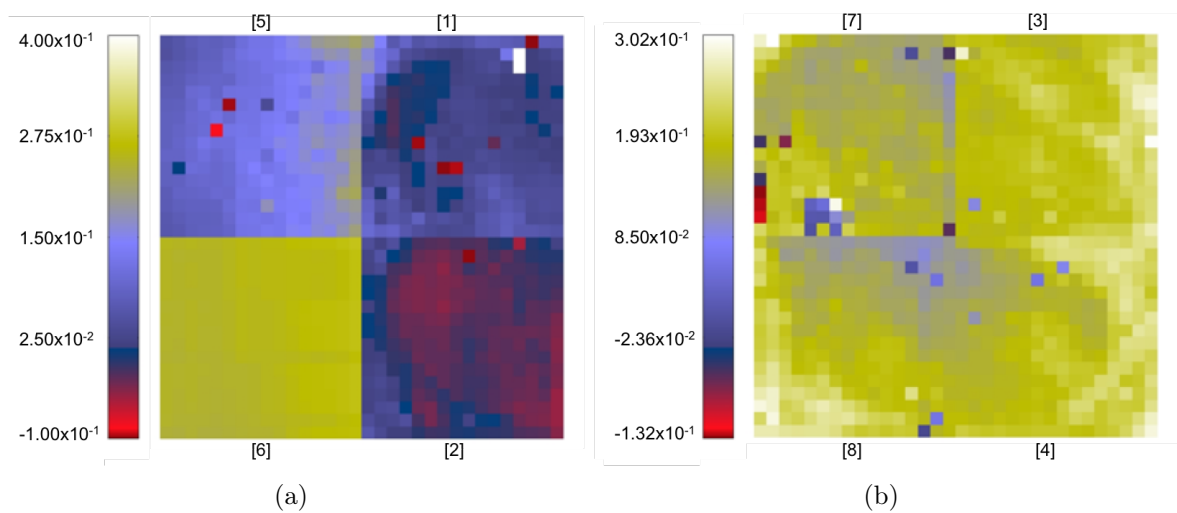 [5] [1] [7] [3]
4.00x10⁻¹ 3.02x10⁻¹
2.75x10⁻¹ 1.93x10⁻¹
1.50x10⁻¹ 8.50x10⁻²
2.50x10⁻² -2.36x10⁻²
-1.00x10⁻¹ -1.32x10⁻¹
[6] [2] [8] [4]
(a) (b)